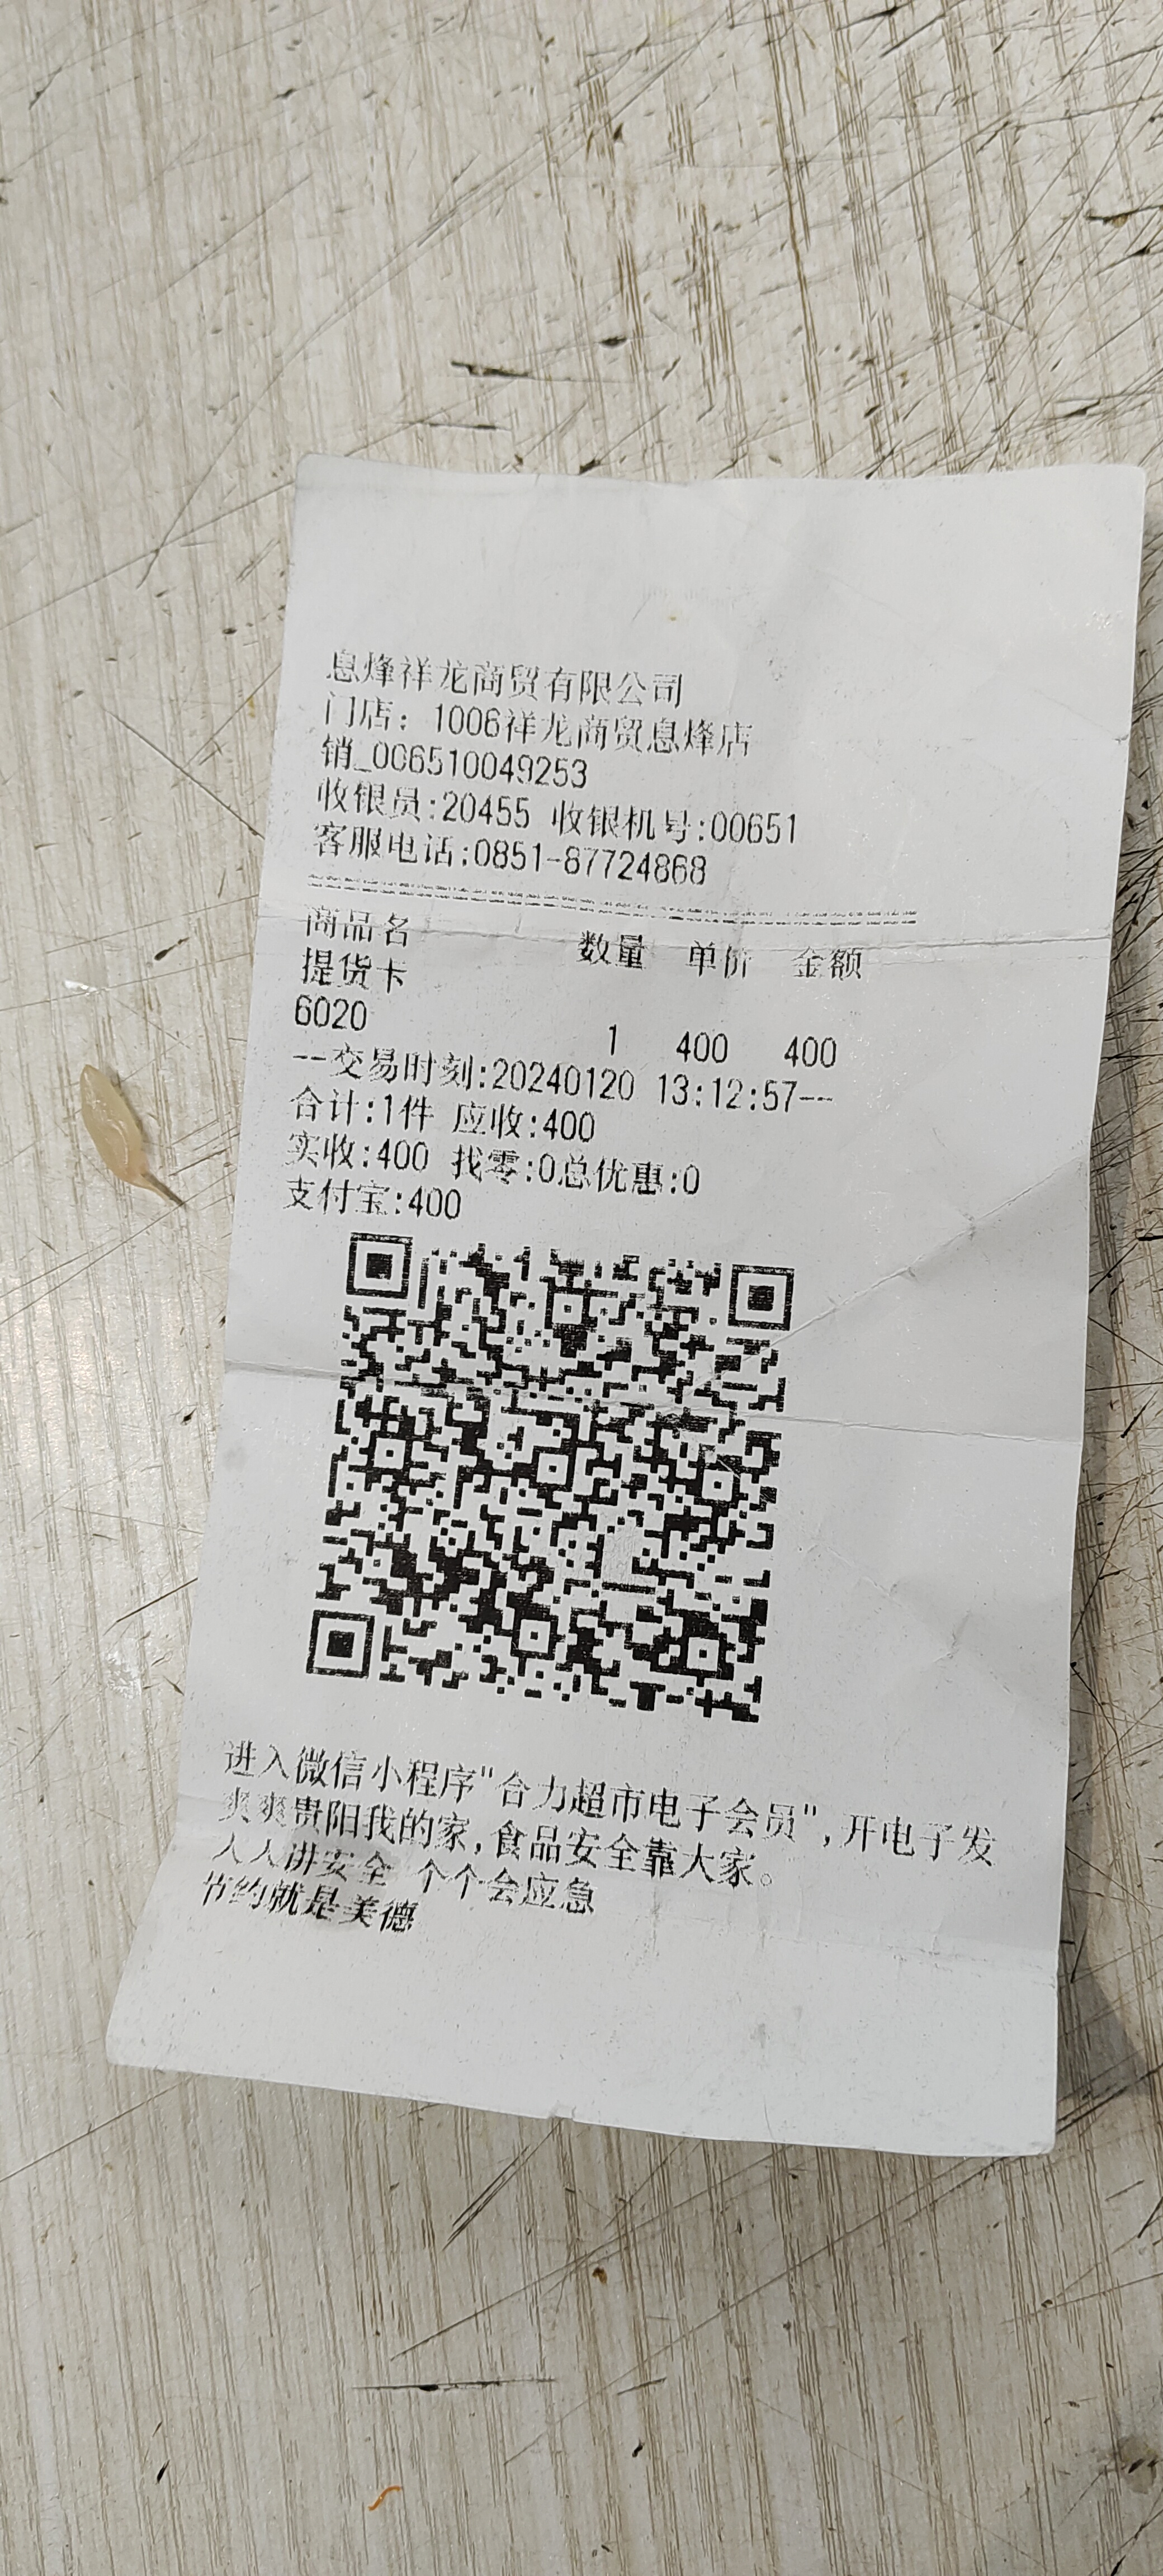 息烽祥龙商贸有限公司
门店：1006祥龙商贸息烽店
销_006510049253
收银员:20455 收银机号:00651
客服电话:0851-87724868
商品名 数量 单价 金额
提货卡
6020 1 400 400
--交易时刻:20240120 13:12:57--
合计:1件 应收:400
实收:400 找零:0总优惠:0
支付宝:400
进入微信小程序"合力超市电子会员",开电子发
爽爽贵阳我的家,食品安全靠大家。
人人讲安全 个个会应急
节约就是美德